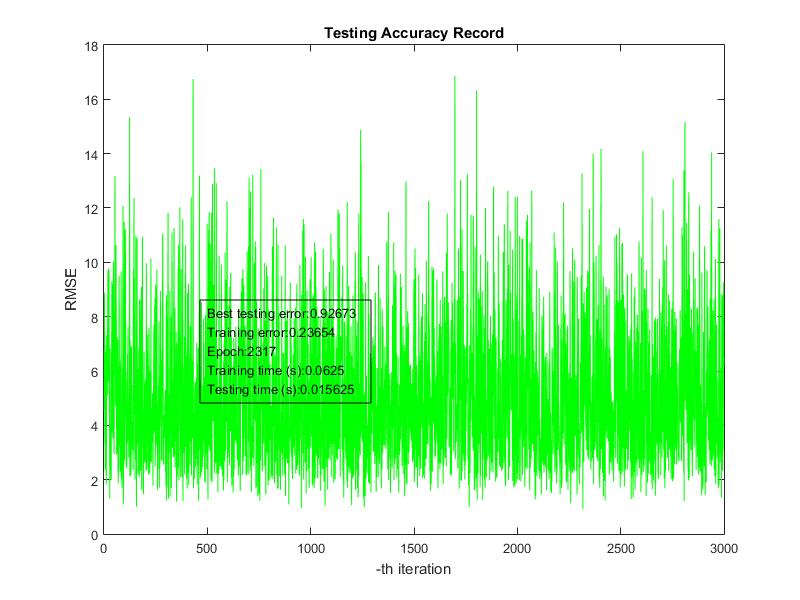 Testing Accuracy Record
18
16
14
12
10
8
6
4
2
0
RMSE
Best testing error:0.92673
Training error:0.23654
Epoch:2317
Training time (s):0.0625
Testing time (s):0.015625
0 500 1000 1500 2000 2500 3000
-th iteration